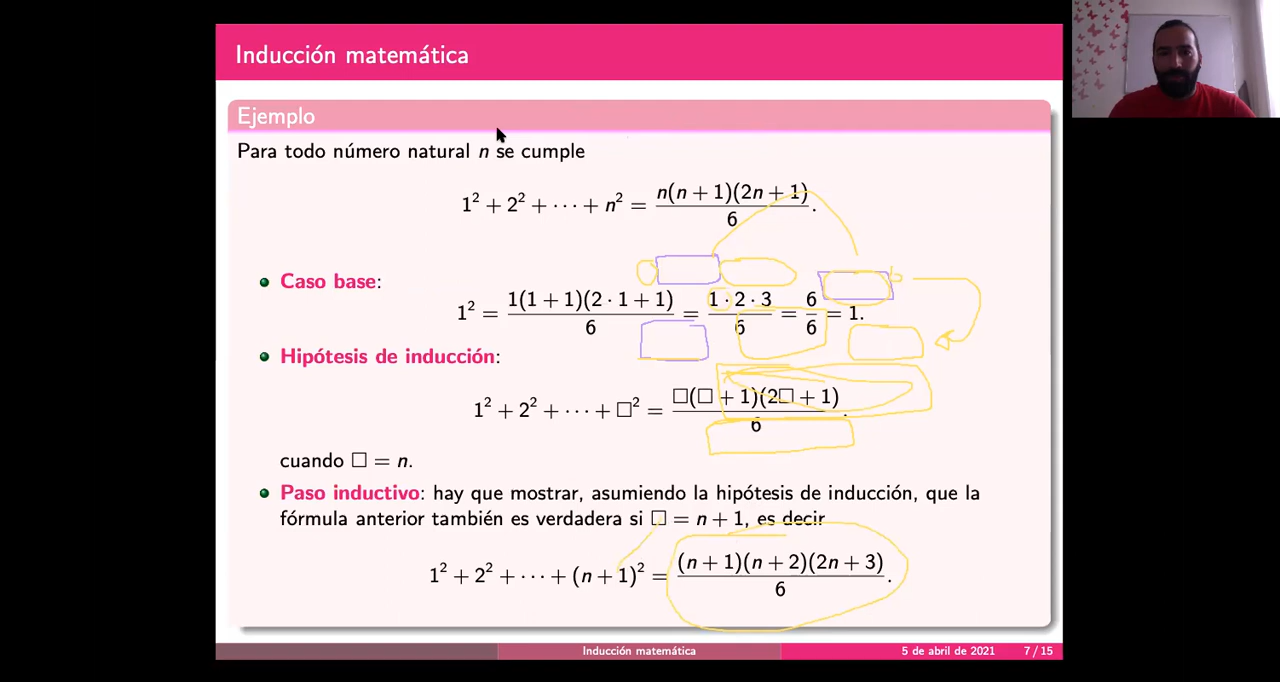 Inducción matemática
Ejemplo
Para todo número natural n se cumple
1² + 2² + ··· + n² = n(n + 1)(2n + 1)/6.
Caso base:
1² = 1(1 + 1)(2 · 1 + 1)/6 = 1 · 2 · 3/6 = 6/6 = 1.
Hipótesis de inducción:
1² + 2² + ··· + □² = □(□ + 1)(2□ + 1)/6.
cuando □ = n.
Paso inductivo: hay que mostrar, asumiendo la hipótesis de inducción, que la
fórmula anterior también es verdadera si □ = n + 1, es decir
1² + 2² + ··· + (n + 1)² = (n + 1)(n + 2)(2n + 3)/6.
Inducción matemática
5 de abril de 2021
7 / 15